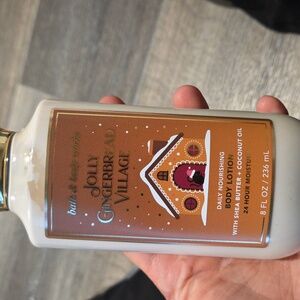 bath & body works
JOLLY
GINGERBREAD
VILLAGE
DAILY NOURISHING
BODY LOTION
WITH SHEA BUTTER + COCONUT OIL
24 HOUR MOISTURE
8 FL OZ / 236 mL